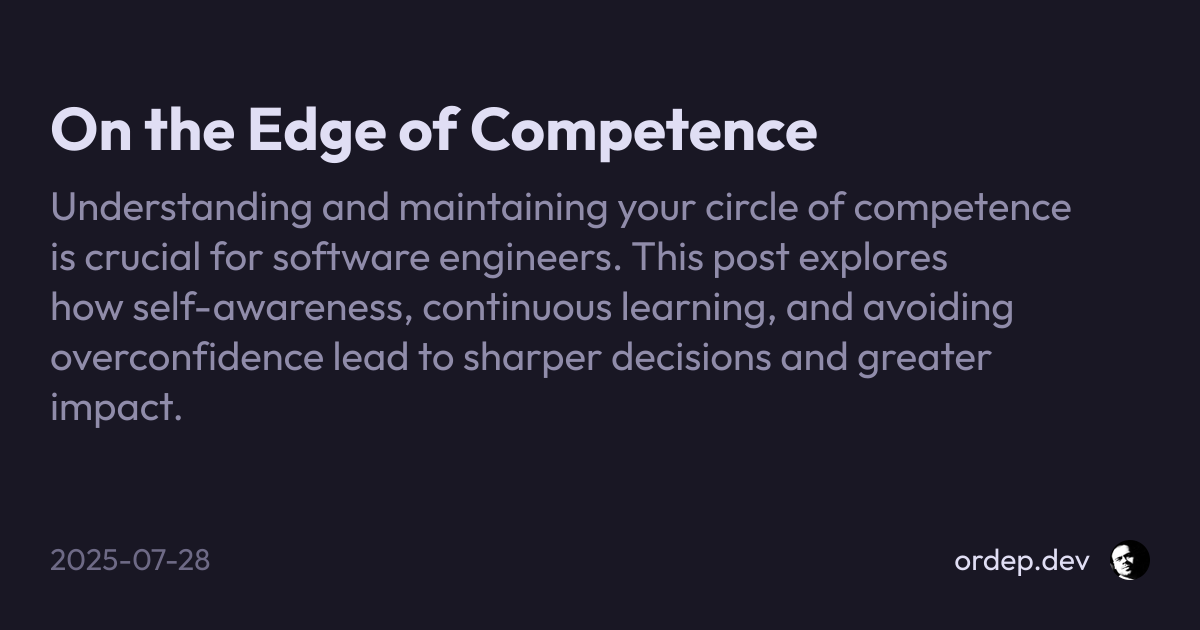 On the Edge of Competence
Understanding and maintaining your circle of competence
is crucial for software engineers. This post explores
how self-awareness, continuous learning, and avoiding
overconfidence lead to sharper decisions and greater
impact.
2025-07-28
ordep.dev